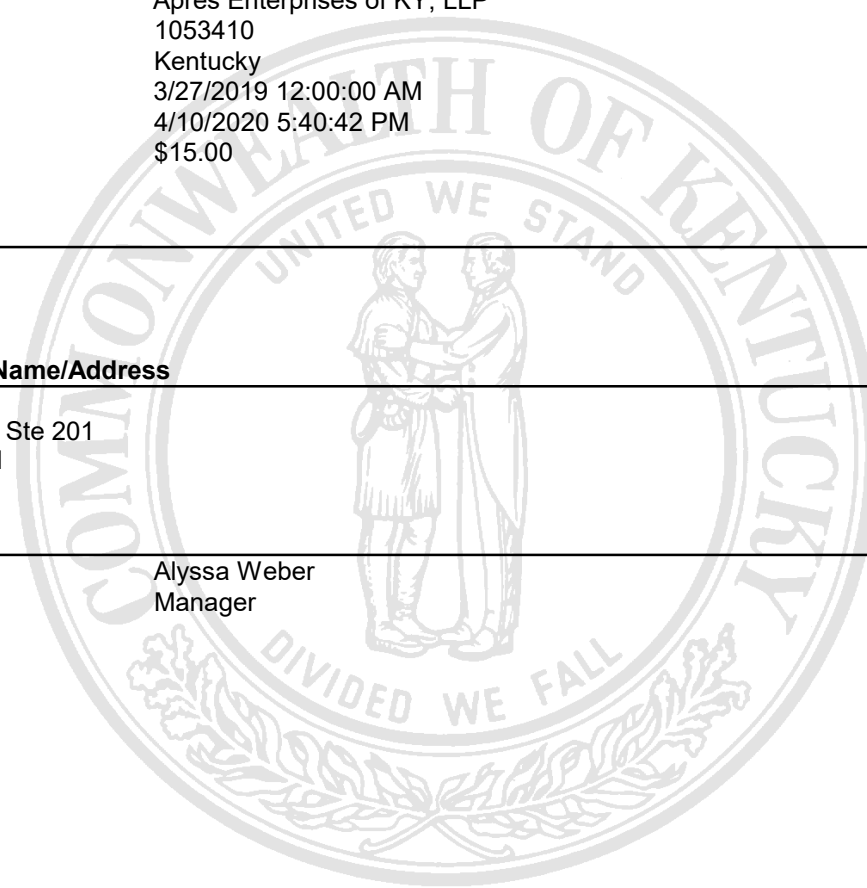 Apres Enterprises of KY, LLP
1053410
Kentucky
3/27/2019 12:00:00 AM
4/10/2020 5:40:42 PM
$15.00
Name/Address
Ste 201
Alyssa Weber
Manager
COMMONWEALTH OF KENTUCKY
UNITED WE STAND
DIVIDED WE FALL